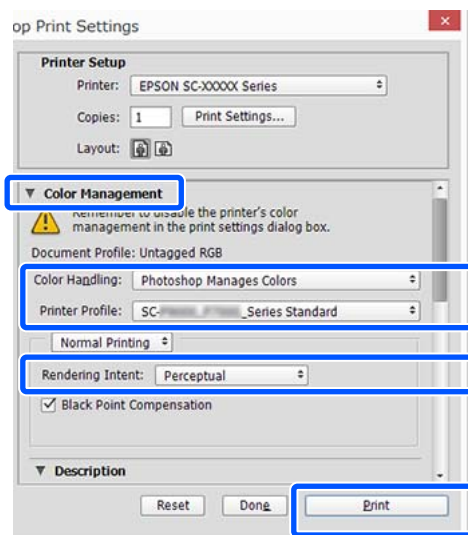 op Print Settings
Printer Setup
Printer: EPSON SC-XXXXX Series
Copies: 1 Print Settings...
Layout:
Color Management
Remember to disable the printer's color
management in the print settings dialog box.
Document Profile: Untagged RGB
Color Handling: Photoshop Manages Colors
Printer Profile: SC- _Series Standard
Normal Printing
Rendering Intent: Perceptual
Black Point Compensation
Description
Reset Done Print